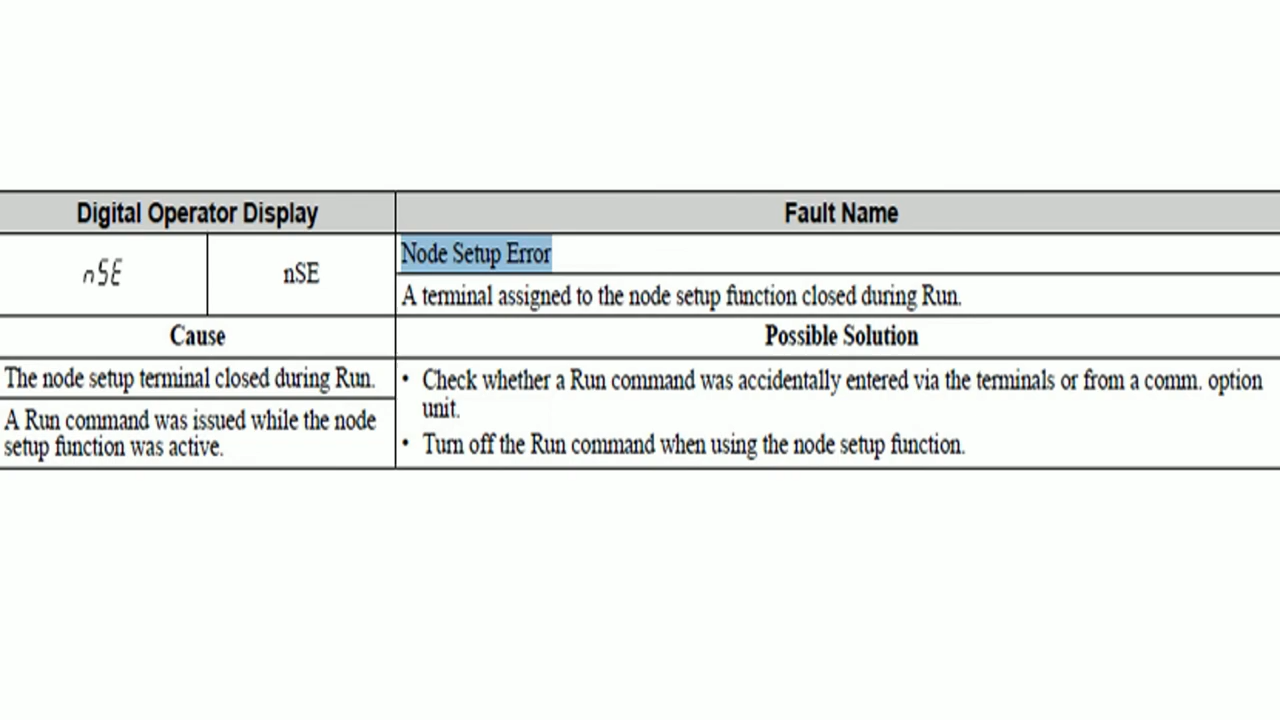 Digital Operator Display
Fault Name
nSE
nSE
Node Setup Error
A terminal assigned to the node setup function closed during Run.
Cause
Possible Solution
The node setup terminal closed during Run.
A Run command was issued while the node
setup function was active.
• Check whether a Run command was accidentally entered via the terminals or from a comm. option
unit.
• Turn off the Run command when using the node setup function.